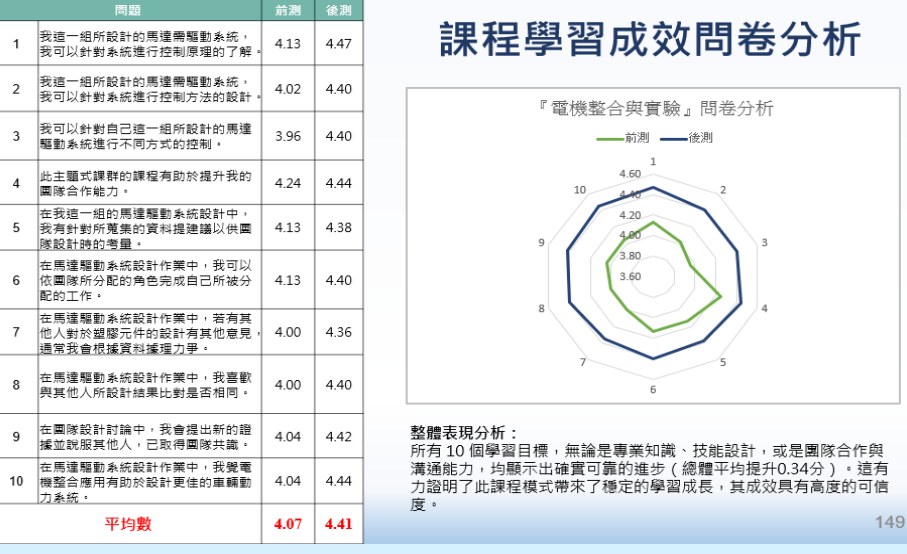 問題 前測 後測
1 我這一組所設計的馬達需驅動系統，
我可以針對系統進行控制原理的了解。 4.13 4.47
2 我這一組所設計的馬達需驅動系統，
我可以針對系統進行控制方法的設計。 4.02 4.40
3 我可以針對自己這一組所設計的馬達
驅動系統進行不同方式的控制。 3.96 4.40
4 此主題式課群的課程有助於提升我的
團隊合作能力。 4.24 4.44
5 在我這一組的馬達驅動系統設計中，
我有針對所蒐集的資料提建議以供團
隊設計時的考量。 4.13 4.38
6 在馬達驅動系統設計作業中，我可以
依團隊所分配的角色完成自己所被分
配的工作。 4.13 4.40
7 在馬達驅動系統設計作業中，若有其
他人對於塑膠元件的設計有其他意見，
通常我會根據資料據理力爭。 4.00 4.36
8 在馬達驅動系統設計作業中，我喜歡
與其他人所設計結果比對是否相同。 4.00 4.40
9 在團隊設計討論中，我會提出新的證
據並說服其他人，已取得團隊共識。 4.04 4.42
10 在馬達驅動系統設計作業中，我覺電
機整合應用有助於設計更佳的車輛動
力系統。 4.04 4.44
平均數 4.07 4.41
課程學習成效問卷分析
『電機整合與實驗』問卷分析
前測 後測
1
2
3
4
5
6
7
8
9
10
4.60
4.40
4.20
4.00
3.80
3.60
整體表現分析：
所有 10 個學習目標，無論是專業知識、技能設計，或是團隊合作與
溝通能力，均顯示出確實可靠的進步（總體平均提升0.34分）。這有
力證明了此課程模式帶來了穩定的學習成長，其成效具有高度的可信
度。
149